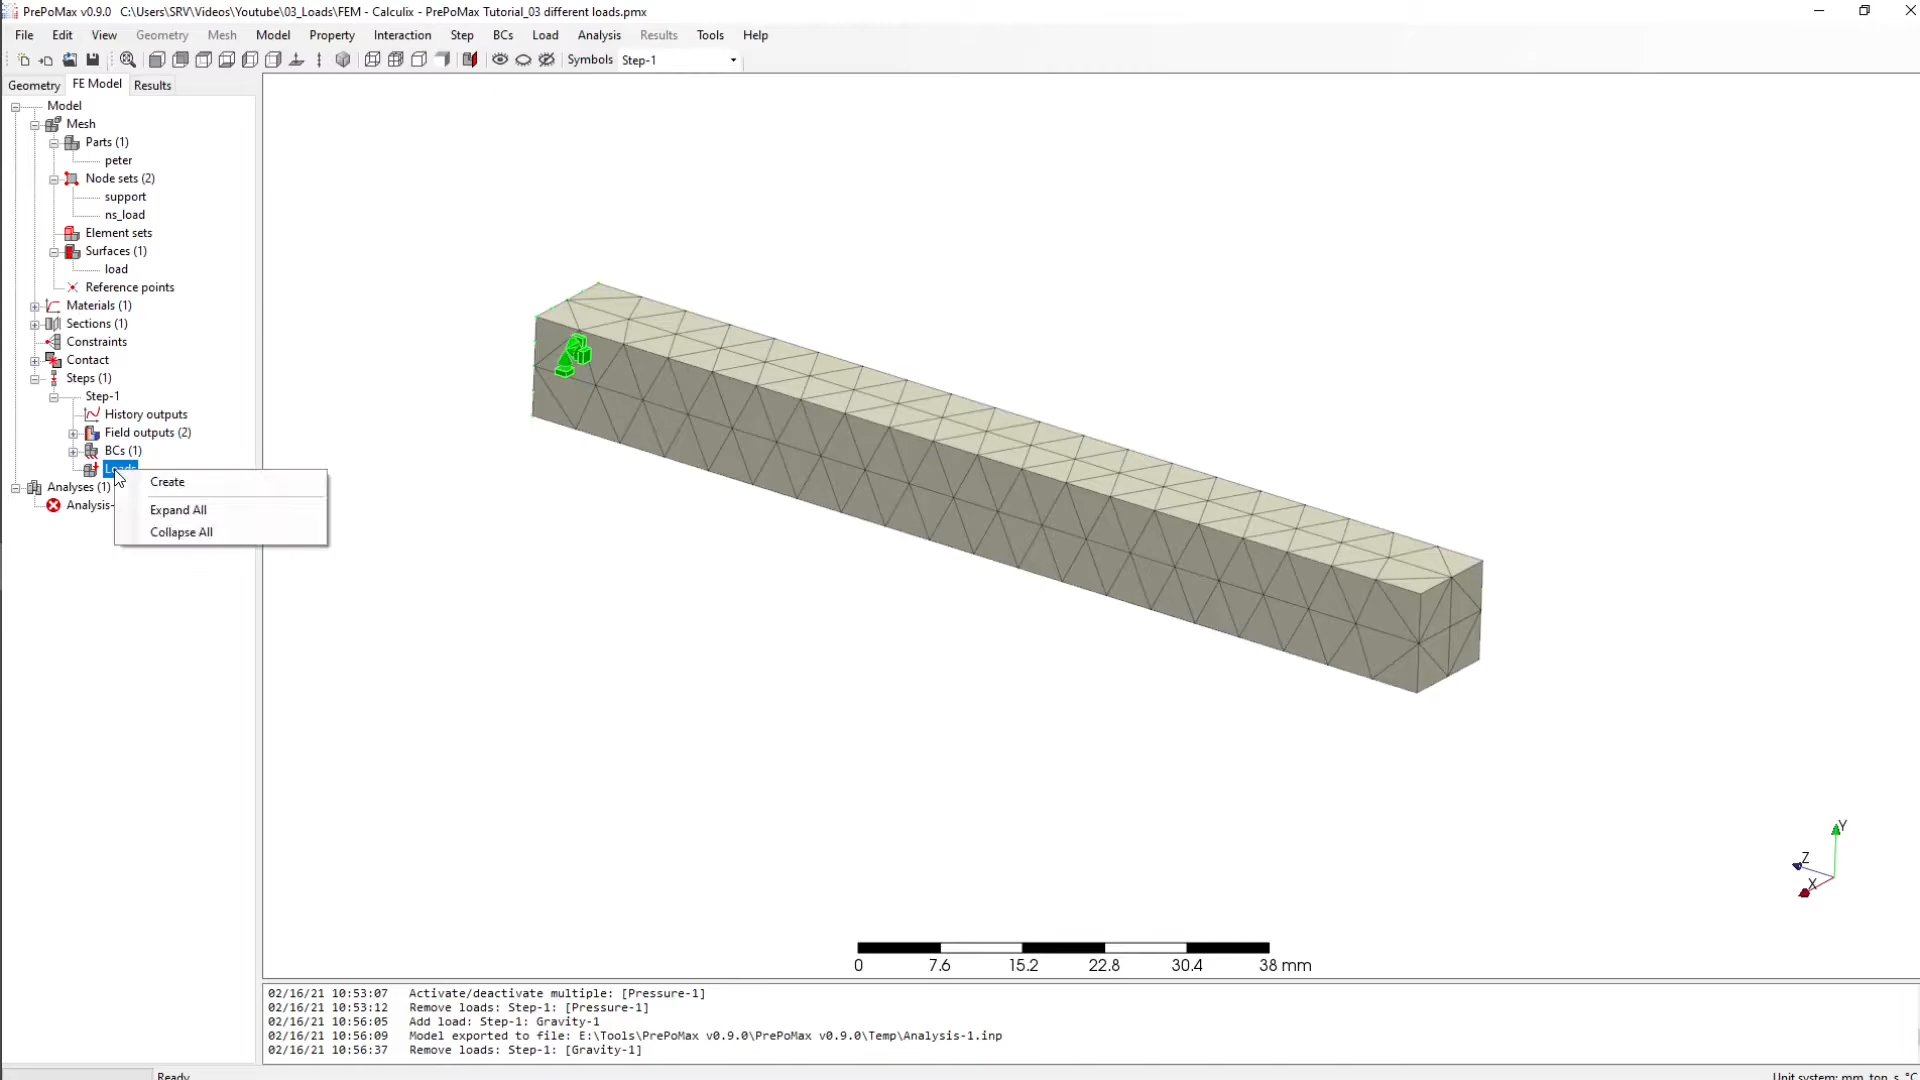 PrePoMax v0.9.0 C:\Users\SRV\Videos\Youtube\03_Loads\FEM - Calculix - PrePoMax Tutorial_03 different loads.pmx
File Edit View Geometry Mesh Model Property Interaction Step BCs Load Analysis Results Tools Help
Symbols Step-1
Geometry FE Model Results
Model
Mesh
Parts (1)
peter
Node sets (2)
support
ns_load
Element sets
Surfaces (1)
load
Reference points
Materials (1)
Sections (1)
Constraints
Contact
Steps (1)
Step-1
History outputs
Field outputs (2)
BCs (1)
Loads
Analyses (1)
Analysis-
Create
Expand All
Collapse All
Y
Z
X
0 7.6 15.2 22.8 30.4 38 mm
02/16/21 10:53:07 Activate/deactivate multiple: [Pressure-1]
02/16/21 10:53:12 Remove loads: Step-1: [Pressure-1]
02/16/21 10:56:05 Add load: Step-1: Gravity-1
02/16/21 10:56:09 Model exported to file: E:\Tools\PrePoMax v0.9.0\PrePoMax v0.9.0\Temp\Analysis-1.inp
02/16/21 10:56:37 Remove loads: Step-1: [Gravity-1]
Ready
Unit system: mm, ton, s, °C